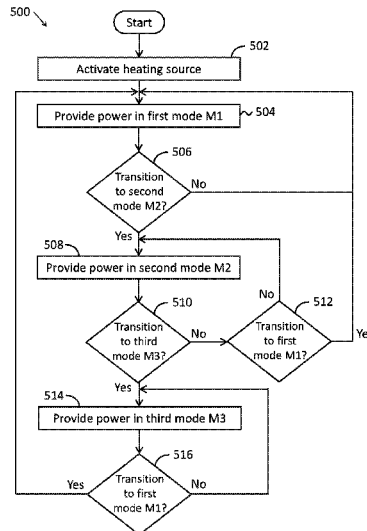 500
Start
502
Activate heating source
Provide power in first mode M1
504
506
Transition
to second
mode M2?
No
Yes
508
Provide power in second mode M2
510
Transition
to third
mode M3?
No
512
No
Transition
to first
mode M1?
Yes
Yes
514
Provide power in third mode M3
516
Transition
to first
mode M1?
Yes
No